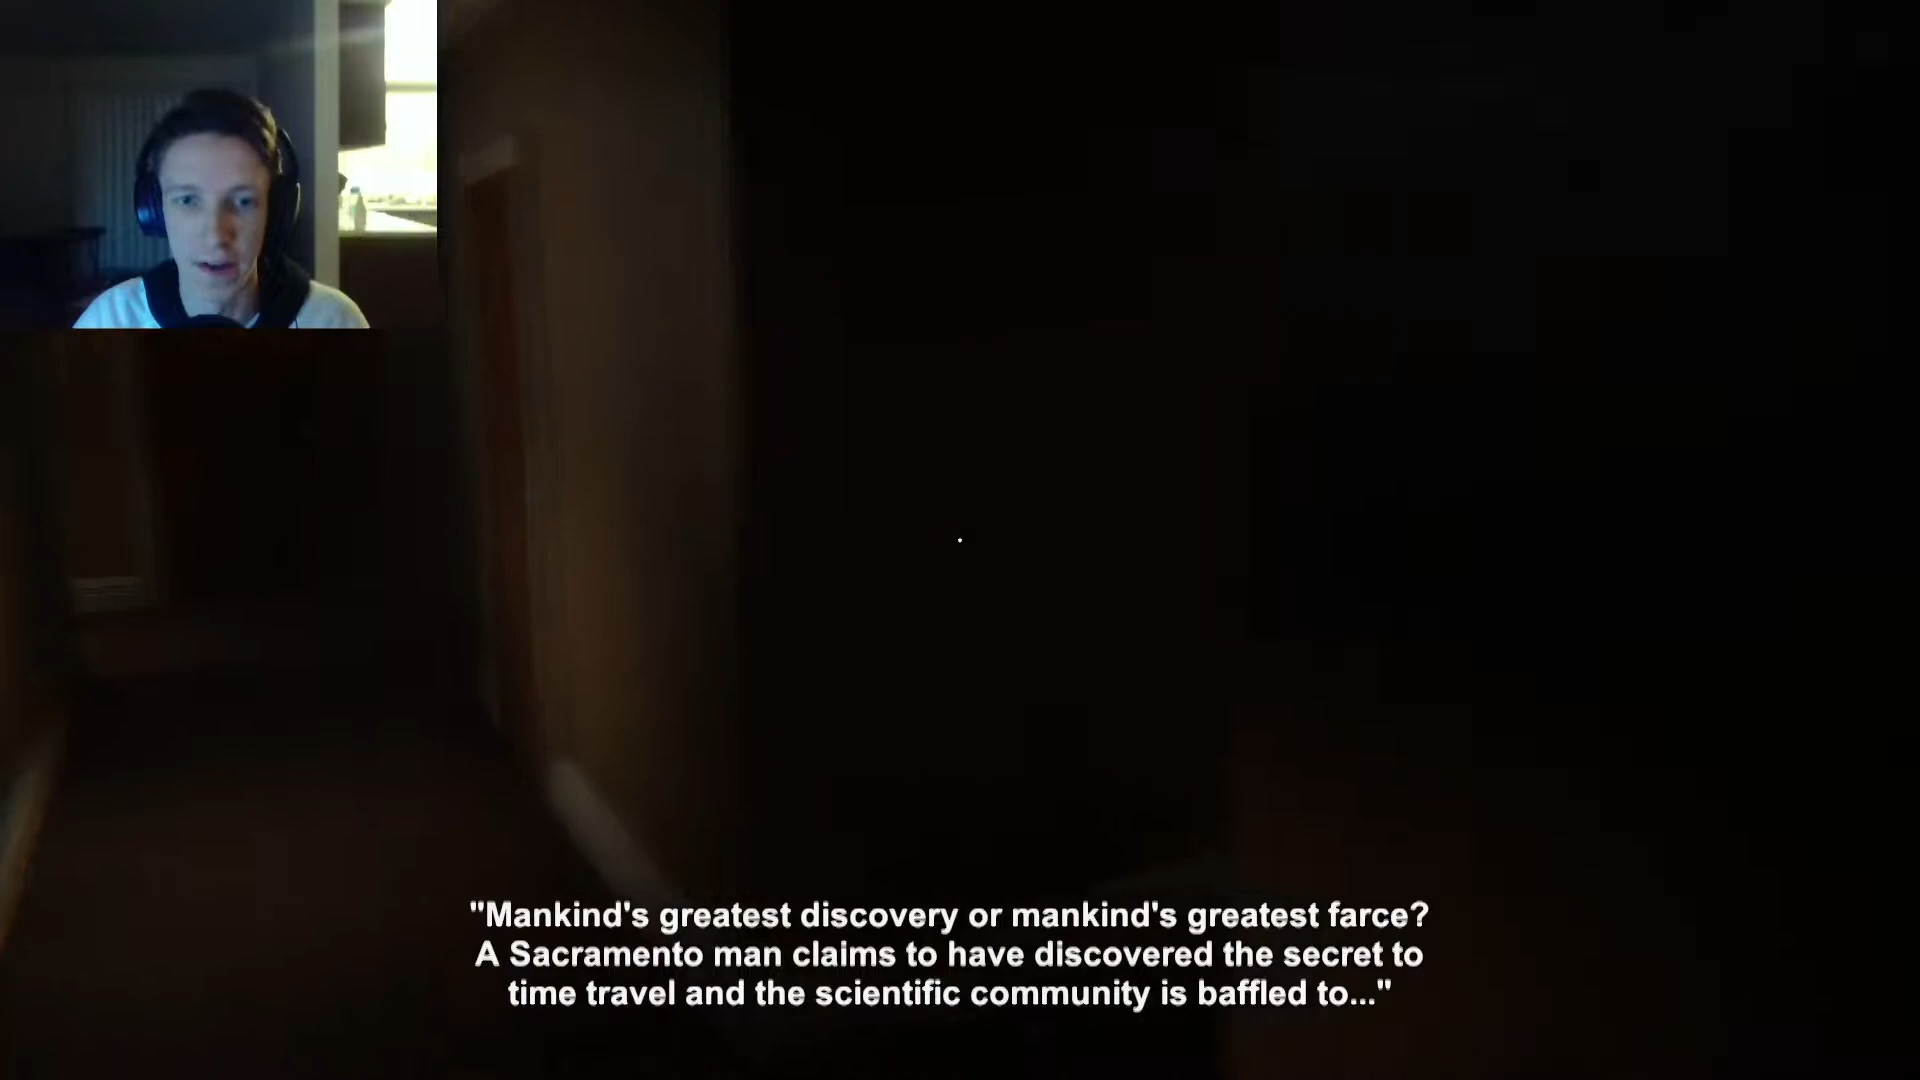 "Mankind's greatest discovery or mankind's greatest farce?
A Sacramento man claims to have discovered the secret to
time travel and the scientific community is baffled to..."